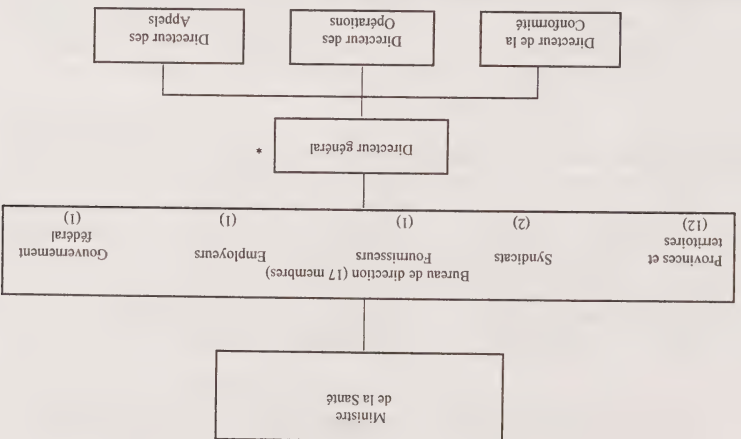 Ministre
de la Santé
Bureau de direction (17 membres)
Provinces et
territoires
(12)
Syndicats
(2)
Fournisseurs
(1)
Employeurs
(1)
Gouvernement
fédéral
(1)
Directeur général *
Directeur de la
Conformité
Directeur des
Opérations
Directeur des
Appels